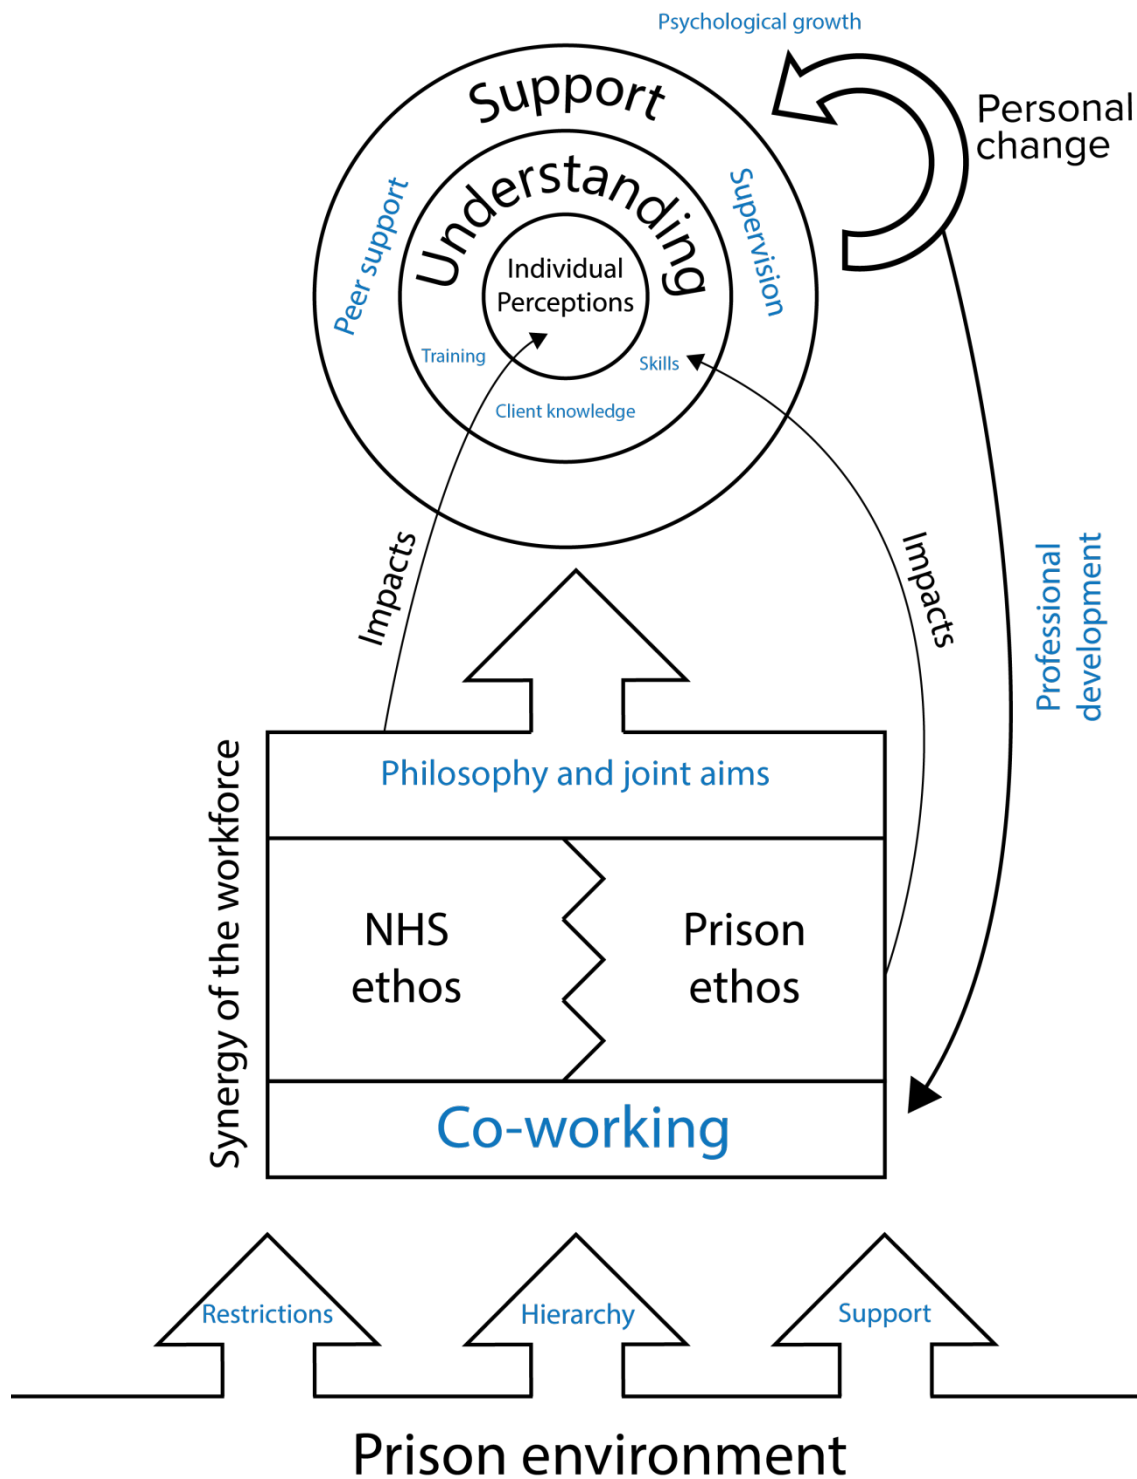 Psychological growth
Personal
change
Support
Peer support
Supervision
Understanding
Individual
Perceptions
Training
Skills
Client knowledge
Impacts
Impacts
Professional
development
Synergy of the workforce
Philosophy and joint aims
NHS
ethos
Prison
ethos
Co-working
Restrictions
Hierarchy
Support
Prison environment